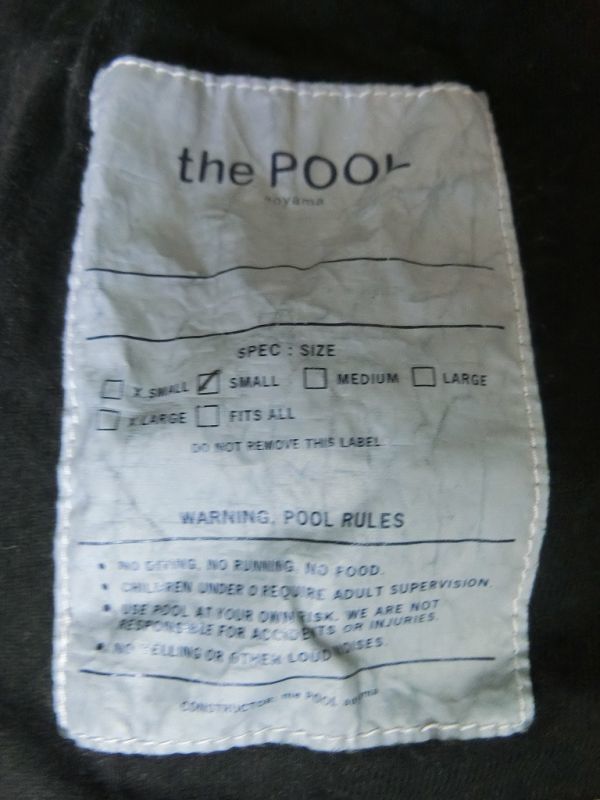 the POOL
aoyama
SPEC : SIZE
X.SMALL SMALL MEDIUM LARGE
X.LARGE FITS ALL
DO NOT REMOVE THIS LABEL
WARNING. POOL RULES
• NO DIVING, NO RUNNING, NO FOOD.
• CHILDREN UNDER 0 REQUIRE ADULT SUPERVISION.
• USE POOL AT YOUR OWN RISK. WE ARE NOT
RESPONSIBLE FOR ACCIDENTS OR INJURIES.
• NO YELLING OR OTHER LOUD NOISES.
CONSTRUCTOR: the POOL aoyama